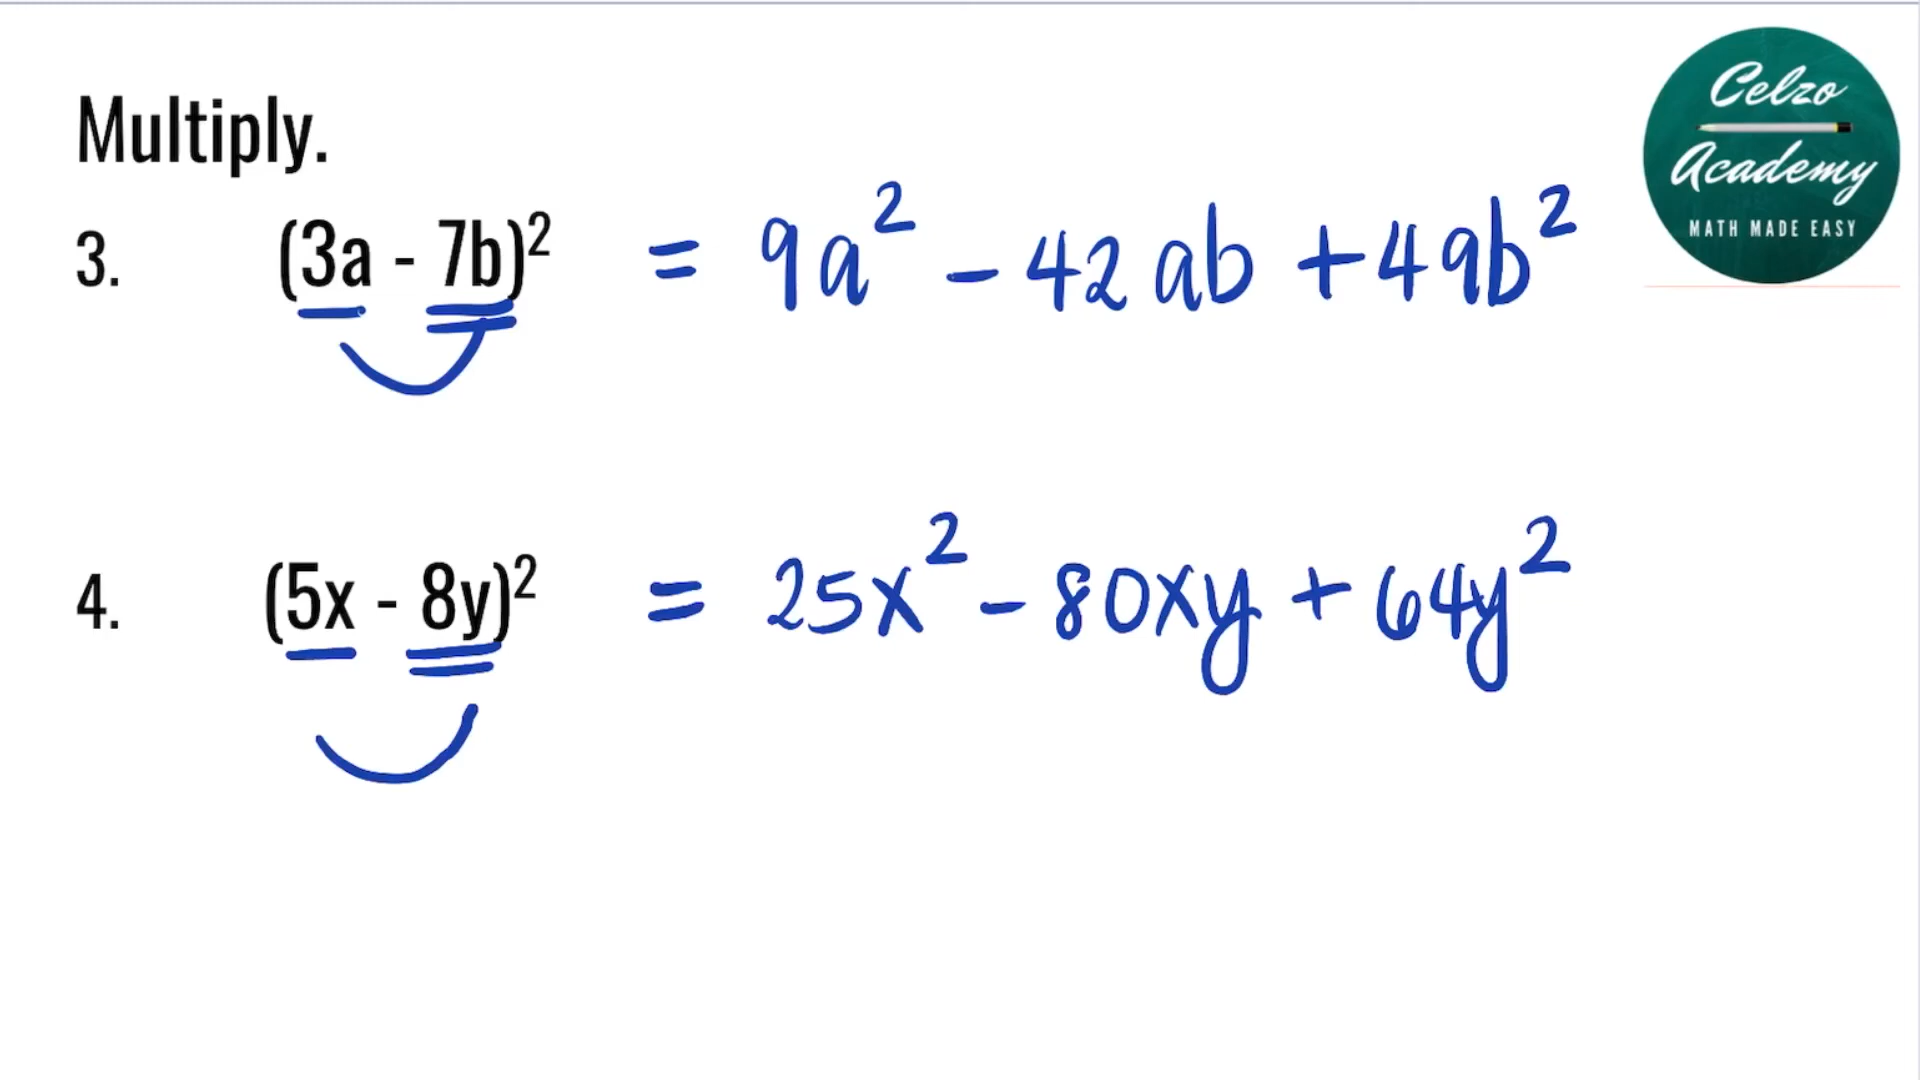 Celzo
Academy
MATH MADE EASY
Multiply.
3. (3a - 7b)² = 9a² - 42ab + 49b²
4. (5x - 8y)² = 25x² - 80xy + 64y²